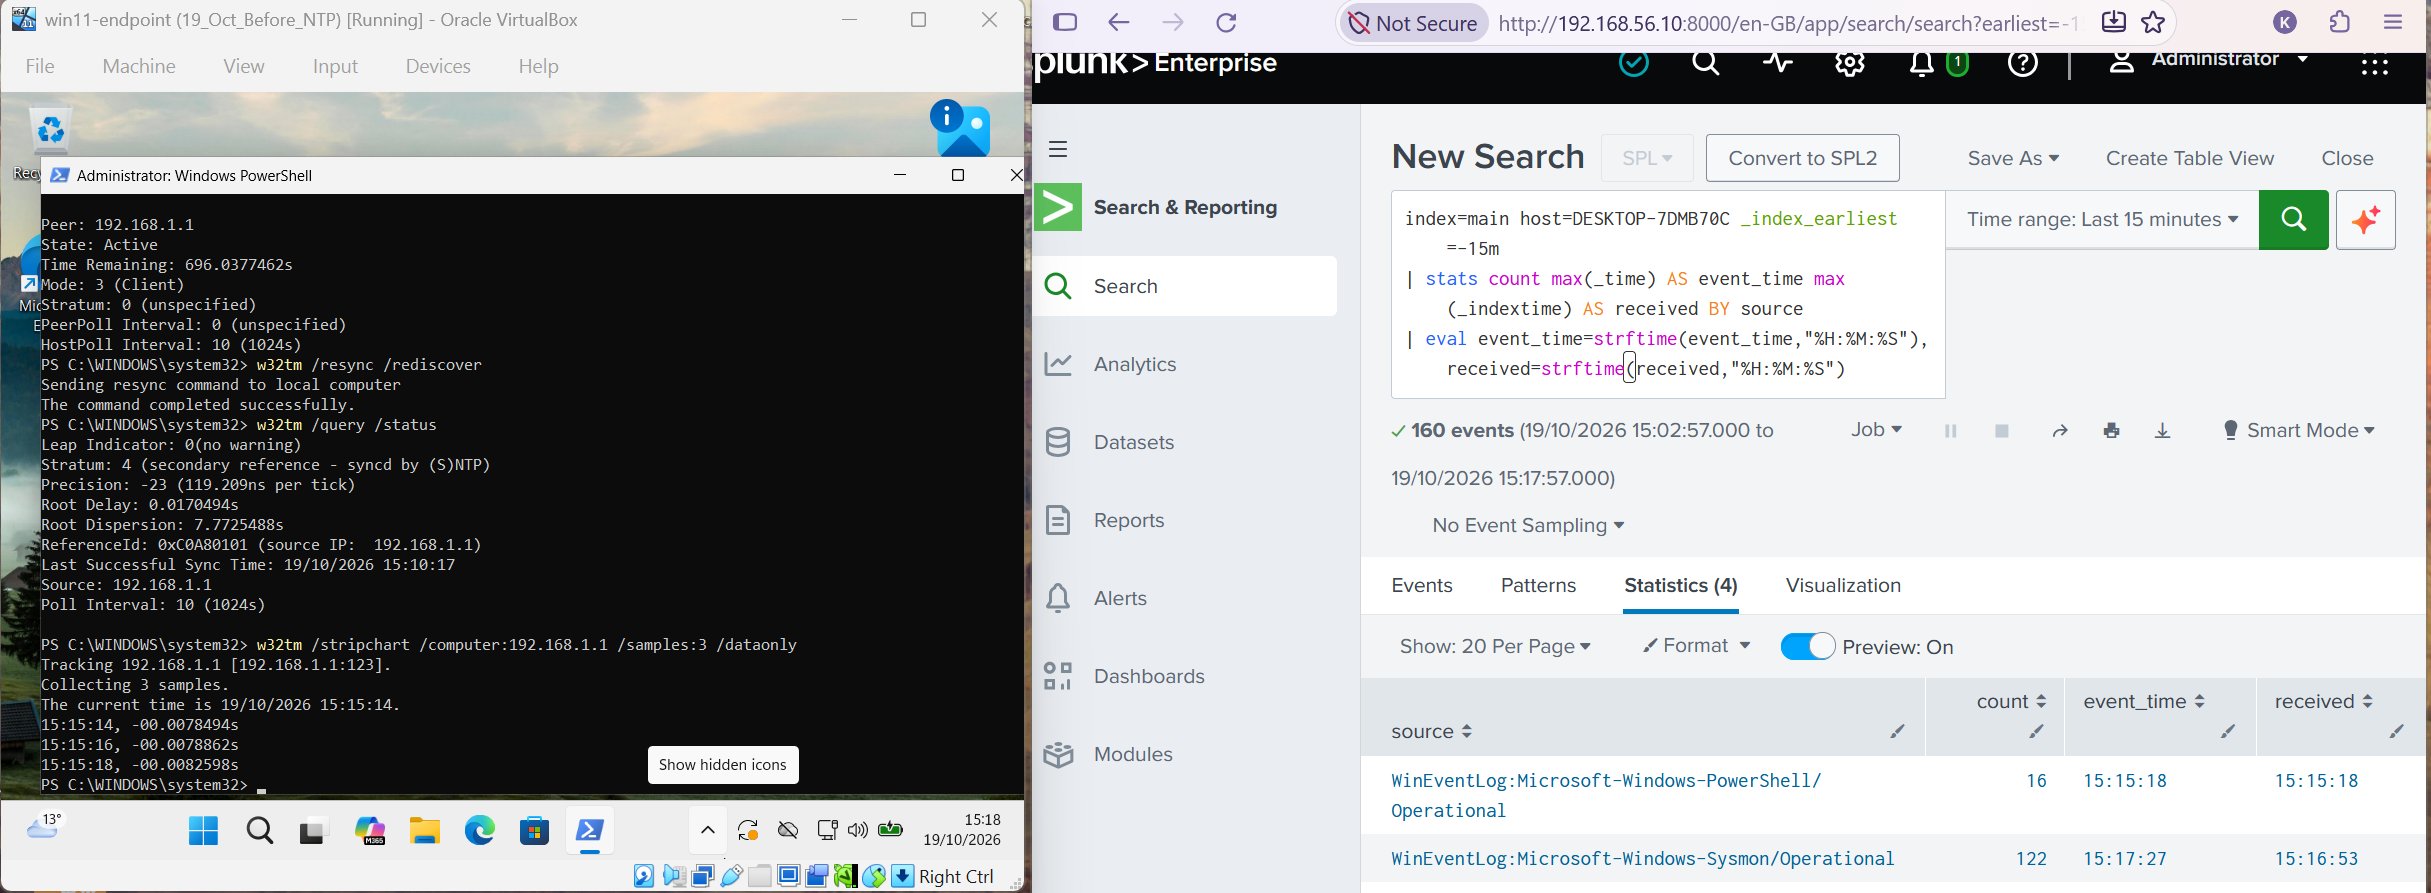 win11-endpoint (19_Oct_Before_NTP) [Running] - Oracle VirtualBox
File Machine View Input Devices Help
Administrator: Windows PowerShell
Peer: 192.168.1.1
State: Active
Time Remaining: 696.0377462s
Mode: 3 (Client)
Stratum: 0 (unspecified)
PeerPoll Interval: 0 (unspecified)
HostPoll Interval: 10 (1024s)
PS C:\WINDOWS\system32> w32tm /resync /rediscover
Sending resync command to local computer
The command completed successfully.
PS C:\WINDOWS\system32> w32tm /query /status
Leap Indicator: 0(no warning)
Stratum: 4 (secondary reference - syncd by (S)NTP)
Precision: -23 (119.209ns per tick)
Root Delay: 0.0170494s
Root Dispersion: 7.7725488s
ReferenceId: 0xC0A80101 (source IP:  192.168.1.1)
Last Successful Sync Time: 19/10/2026 15:10:17
Source: 192.168.1.1
Poll Interval: 10 (1024s)
PS C:\WINDOWS\system32> w32tm /stripchart /computer:192.168.1.1 /samples:3 /dataonly
Tracking 192.168.1.1 [192.168.1.1:123].
Collecting 3 samples.
The current time is 19/10/2026 15:15:14.
15:15:14, -00.0078494s
15:15:16, -00.0078862s
15:15:18, -00.0082598s
PS C:\WINDOWS\system32>
Show hidden icons
13°
M365
15:18
19/10/2026
Right Ctrl
Not Secure http://192.168.56.10:8000/en-GB/app/search/search?earliest=-1
K
plunk> Enterprise
1
Administrator
Search & Reporting
Search
Analytics
Datasets
Reports
Alerts
Dashboards
Modules
New Search
SPL
Convert to SPL2
Save As
Create Table View
Close
index=main host=DESKTOP-7DMB70C _index_earliest
=-15m
| stats count max(_time) AS event_time max
(_indextime) AS received BY source
| eval event_time=strftime(event_time,"%H:%M:%S"),
received=strftime(received,"%H:%M:%S")
Time range: Last 15 minutes
160 events (19/10/2026 15:02:57.000 to
19/10/2026 15:17:57.000)
Job
Smart Mode
No Event Sampling
Events Patterns Statistics (4) Visualization
Show: 20 Per Page Format Preview: On
source count event_time received
WinEventLog:Microsoft-Windows-PowerShell/
Operational
16 15:15:18 15:15:18
WinEventLog:Microsoft-Windows-Sysmon/Operational 122 15:17:27 15:16:53